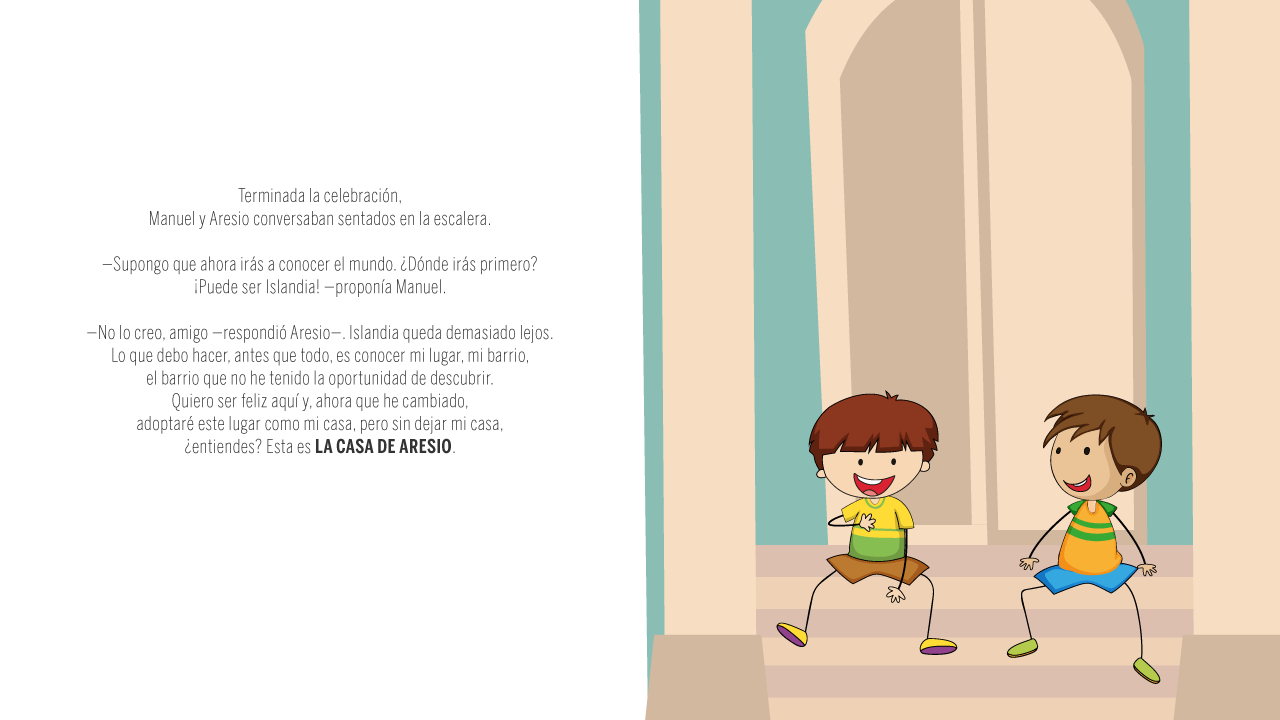 Terminada la celebración,
Manuel y Aresio conversaban sentados en la escalera.
—Supongo que ahora irás a conocer el mundo. ¿Dónde irás primero?
¡Puede ser Islandia! —proponía Manuel.
—No lo creo, amigo —respondió Aresio—. Islandia queda demasiado lejos.
Lo que debo hacer, antes que todo, es conocer mi lugar, mi barrio,
el barrio que no he tenido la oportunidad de descubrir.
Quiero ser feliz aquí y, ahora que he cambiado,
adoptaré este lugar como mi casa, pero sin dejar mi casa,
¿entiendes? Esta es LA CASA DE ARESIO.